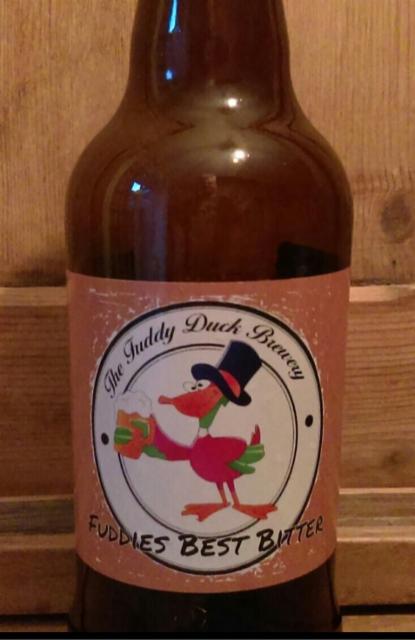 The Fuddy Duck Brewery
FUDDIES BEST BITTER